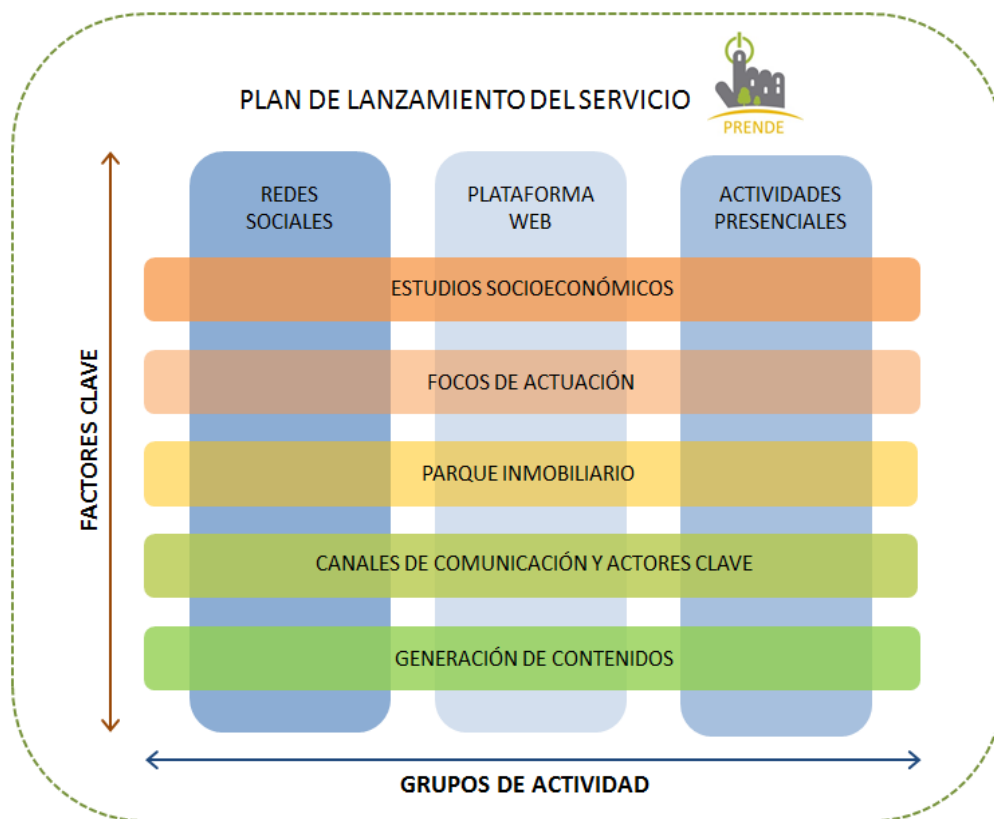 PLAN DE LANZAMIENTO DEL SERVICIO
PRENDE
REDES
SOCIALES
PLATAFORMA
WEB
ACTIVIDADES
PRESENCIALES
ESTUDIOS SOCIOECONÓMICOS
FOCOS DE ACTUACIÓN
PARQUE INMOBILIARIO
CANALES DE COMUNICACIÓN Y ACTORES CLAVE
GENERACIÓN DE CONTENIDOS
FACTORES CLAVE
GRUPOS DE ACTIVIDAD